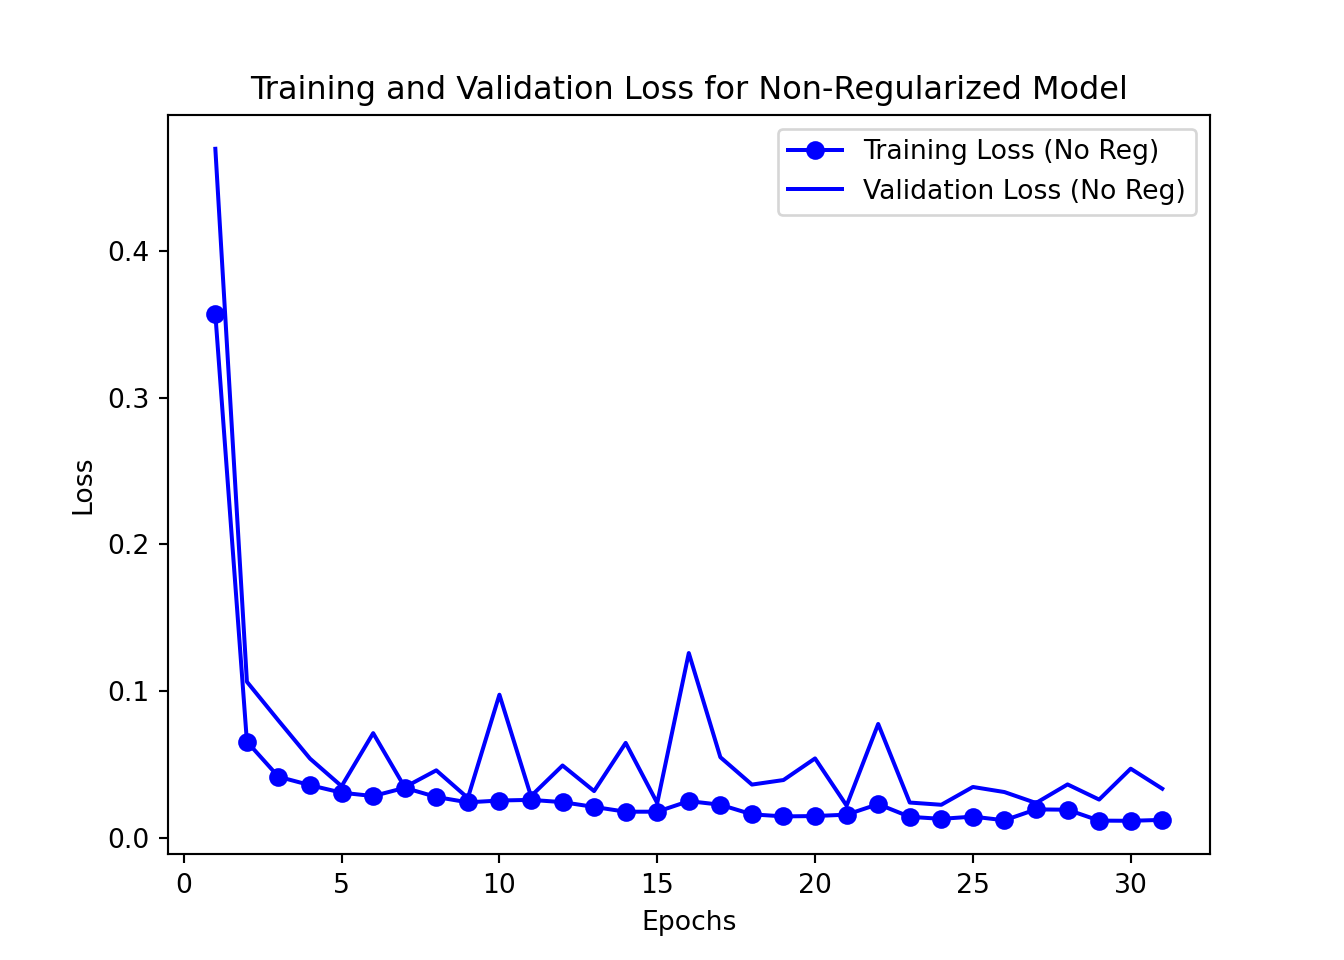 Training and Validation Loss for Non-Regularized Model
Training Loss (No Reg)
Validation Loss (No Reg)
Loss
0.4
0.3
0.2
0.1
0.0
0 5 10 15 20 25 30
Epochs